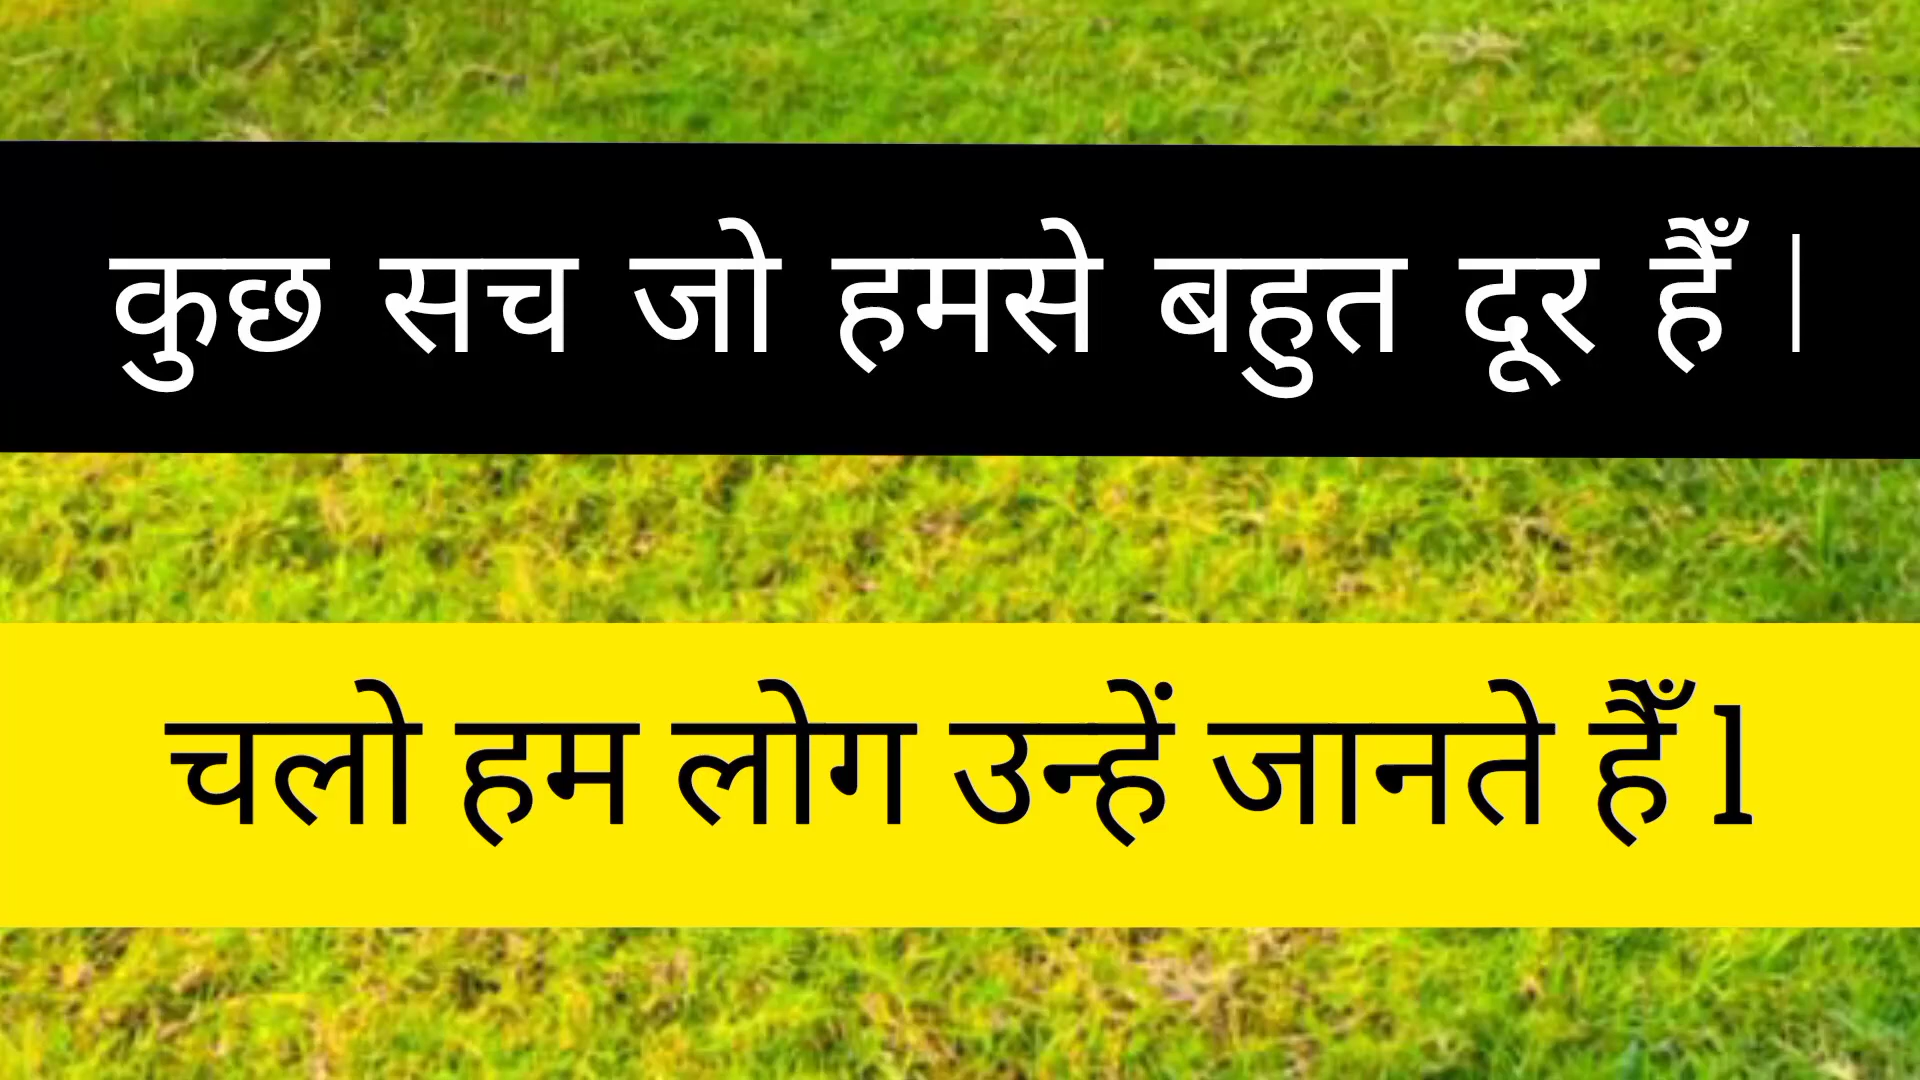 कुछ सच जो हमसे बहुत दूर हैँ |
चलो हम लोग उन्हें जानते हैँ l